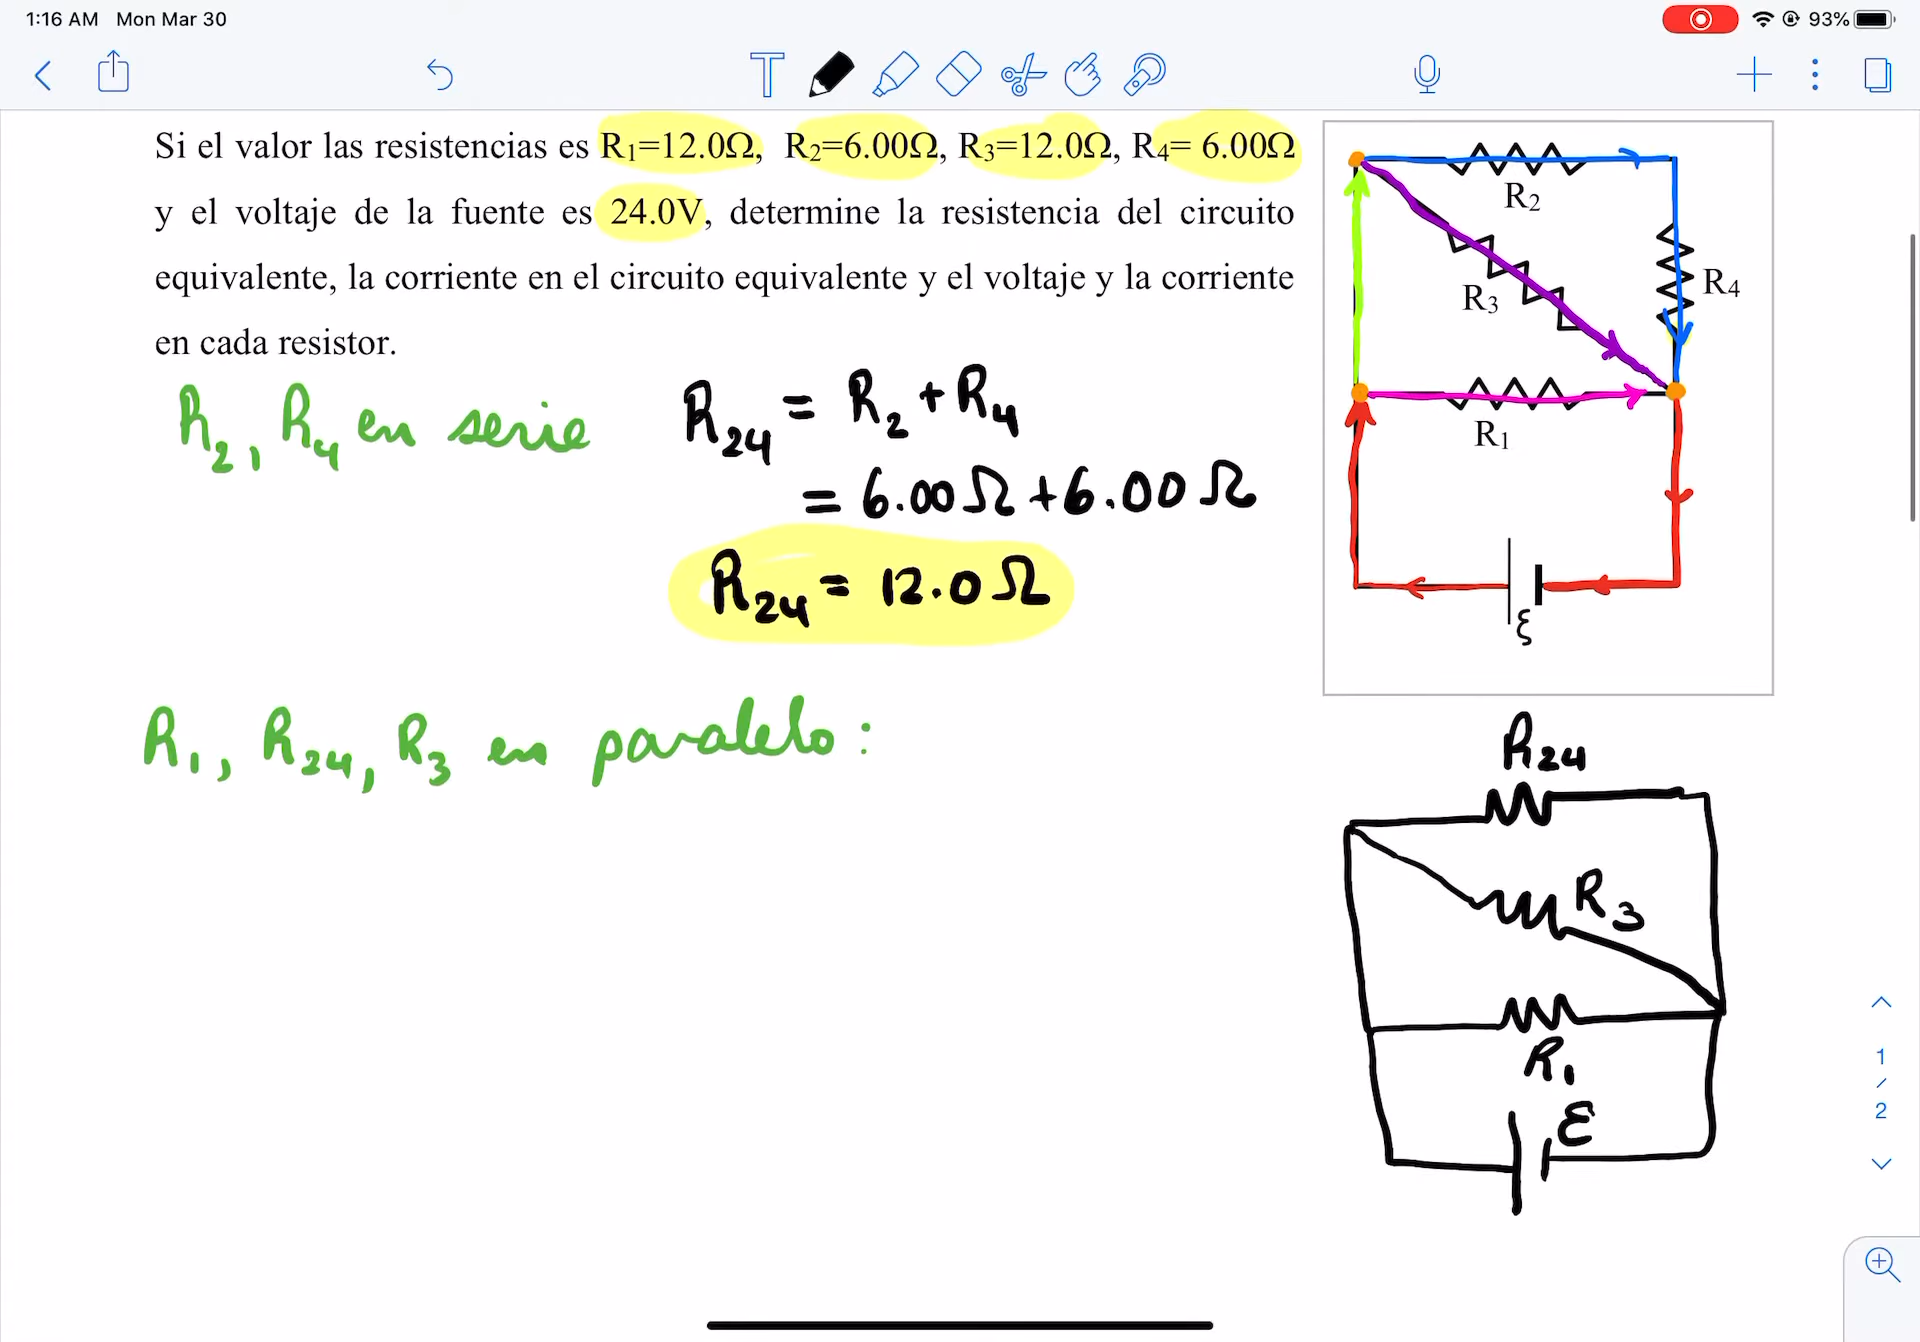 1:16 AM Mon Mar 30
93%
Si el valor las resistencias es R₁=12.0Ω, R₂=6.00Ω, R₃=12.0Ω, R₄= 6.00Ω
y el voltaje de la fuente es 24.0V, determine la resistencia del circuito
equivalente, la corriente en el circuito equivalente y el voltaje y la corriente
en cada resistor.
R₂, R₄ en serie
R₂₄ = R₂ + R₄
= 6.00 Ω + 6.00 Ω
R₂₄ = 12.0 Ω
R₁, R₂₄, R₃ en paralelo:
R₂
R₄
R₃
R₁
ξ
R₂₄
R₃
R₁
ε
1
/
2